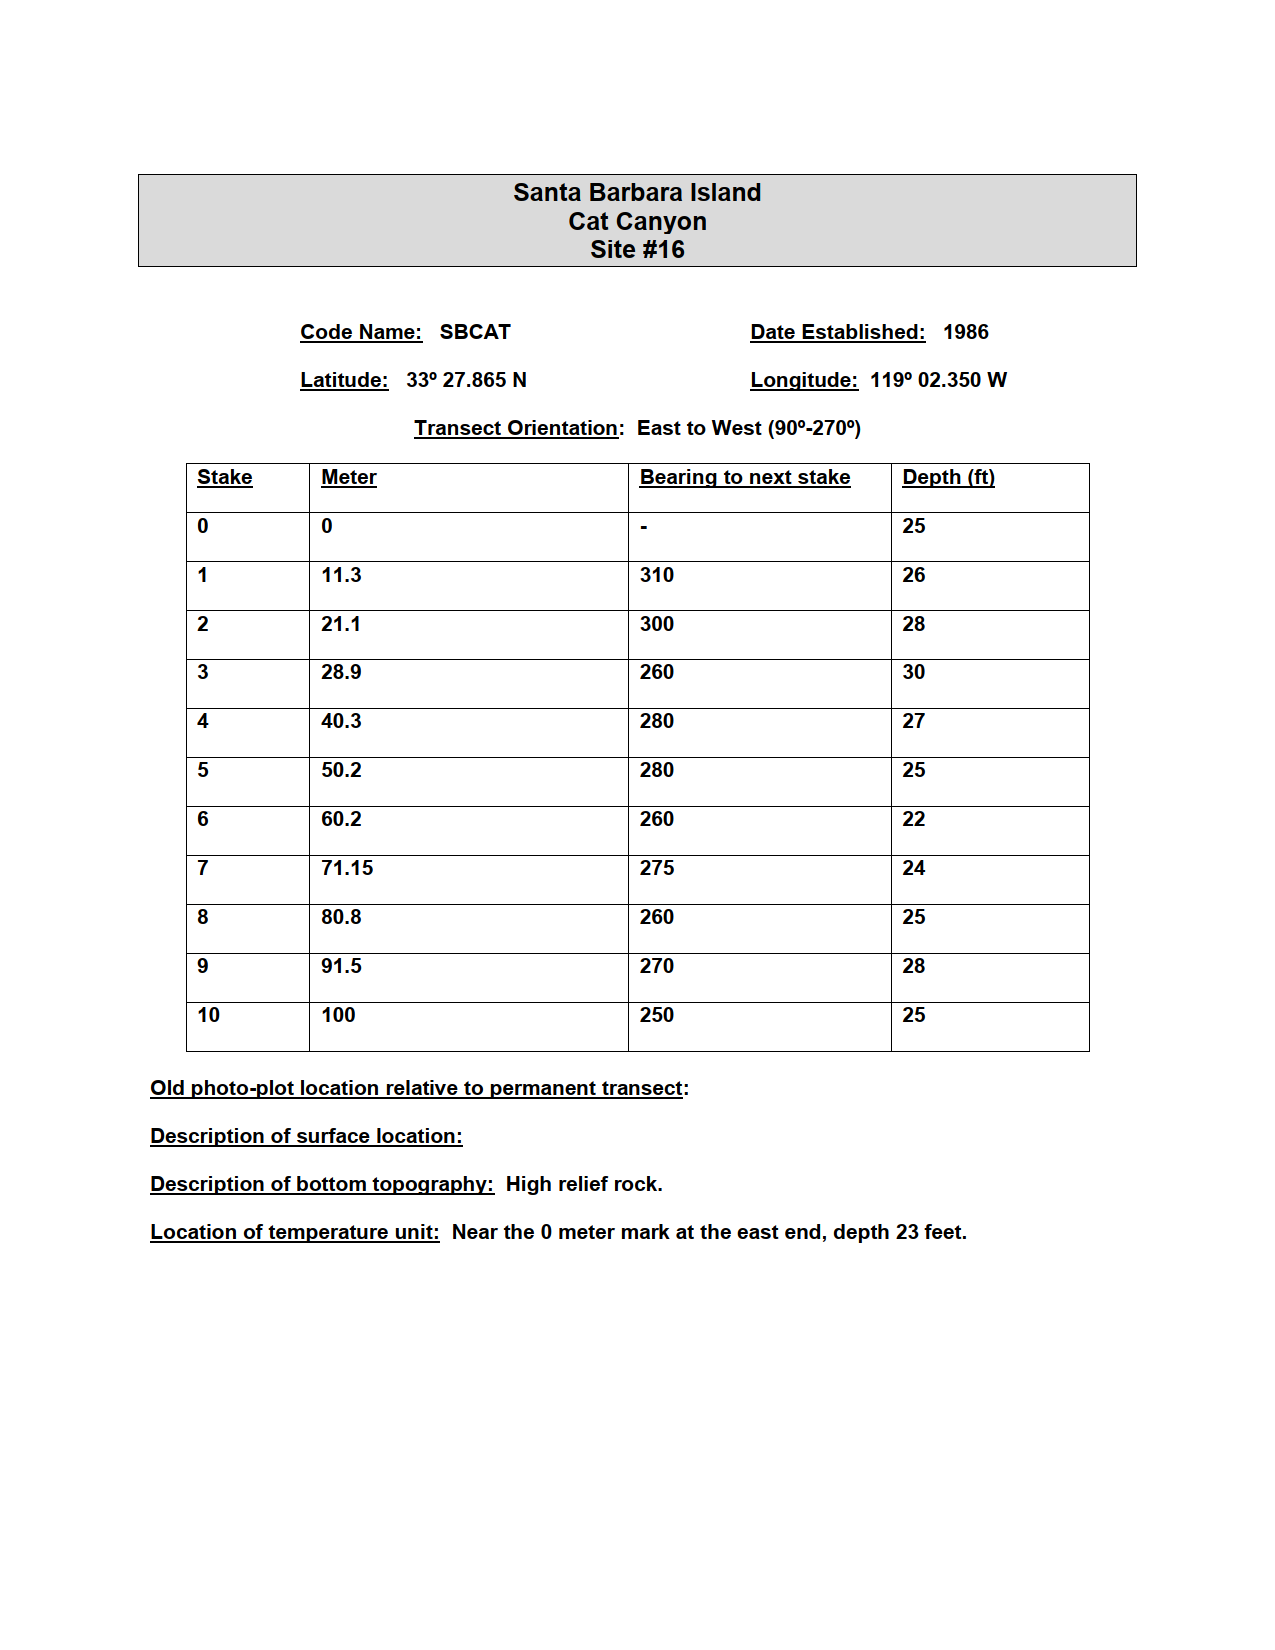 Santa Barbara Island
Cat Canyon
Site #16
Code Name: SBCAT Date Established: 1986
Latitude: 33º 27.865 N Longitude: 119º 02.350 W
Transect Orientation: East to West (90º-270º)
Stake Meter Bearing to next stake Depth (ft)
0 0 - 25
1 11.3 310 26
2 21.1 300 28
3 28.9 260 30
4 40.3 280 27
5 50.2 280 25
6 60.2 260 22
7 71.15 275 24
8 80.8 260 25
9 91.5 270 28
10 100 250 25
Old photo-plot location relative to permanent transect:
Description of surface location:
Description of bottom topography: High relief rock.
Location of temperature unit: Near the 0 meter mark at the east end, depth 23 feet.